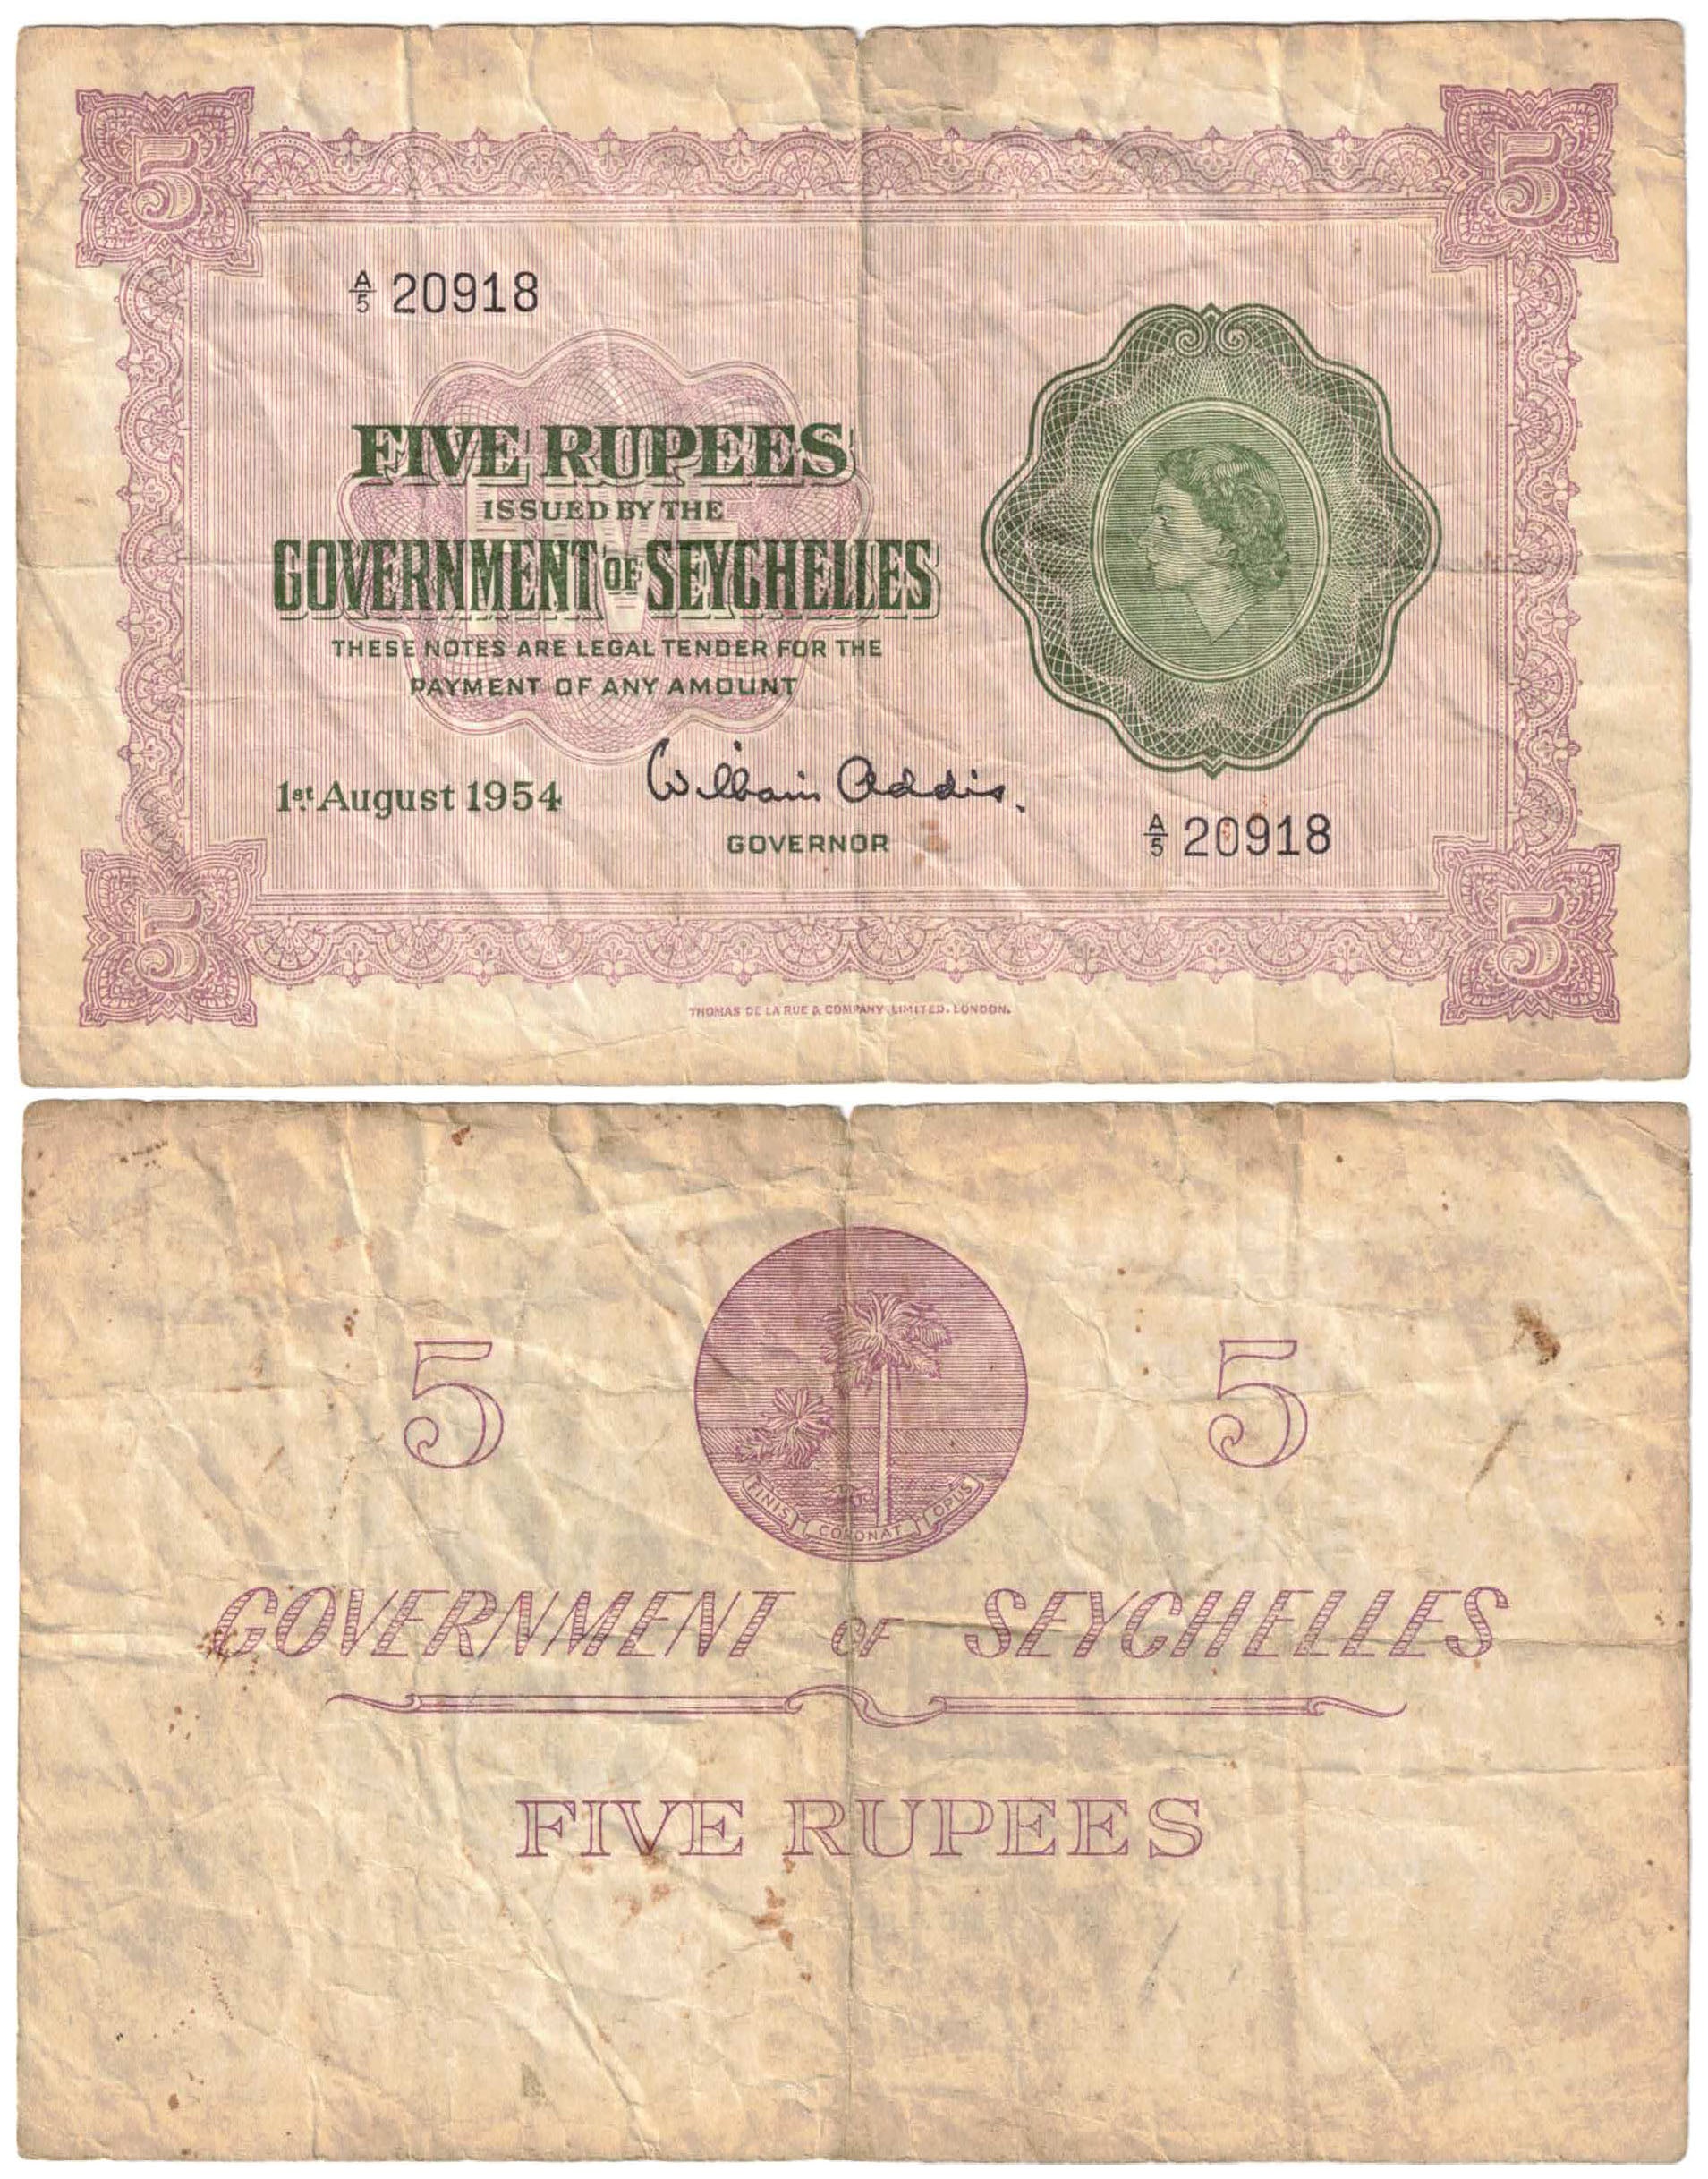 5 5
A/5 20918
FIVE RUPEES
ISSUED BY THE
GOVERNMENT OF SEYCHELLES
THESE NOTES ARE LEGAL TENDER FOR THE
PAYMENT OF ANY AMOUNT
1st August 1954
William Addis.
GOVERNOR
A/5 20918
5 5
THOMAS DE LA RUE & COMPANY, LIMITED, LONDON.
5 5
FINIS CORONAT OPUS
GOVERNMENT OF SEYCHELLES
FIVE RUPEES